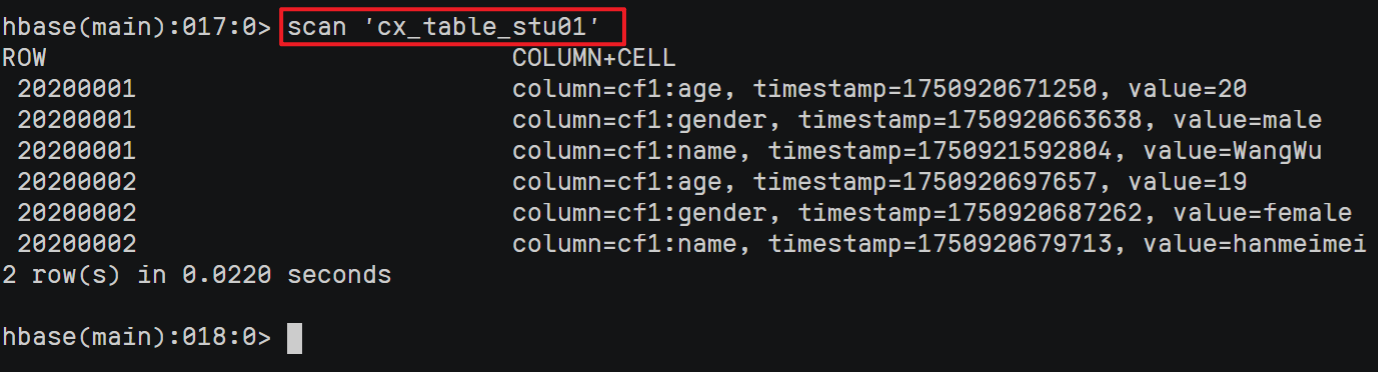 hbase(main):017:0> scan 'cx_table_stu01'
ROW COLUMN+CELL
20200001 column=cf1:age, timestamp=1750920671250, value=20
20200001 column=cf1:gender, timestamp=1750920663638, value=male
20200001 column=cf1:name, timestamp=1750921592804, value=WangWu
20200002 column=cf1:age, timestamp=1750920697657, value=19
20200002 column=cf1:gender, timestamp=1750920687262, value=female
20200002 column=cf1:name, timestamp=1750920679713, value=hanmeimei
2 row(s) in 0.0220 seconds
hbase(main):018:0>